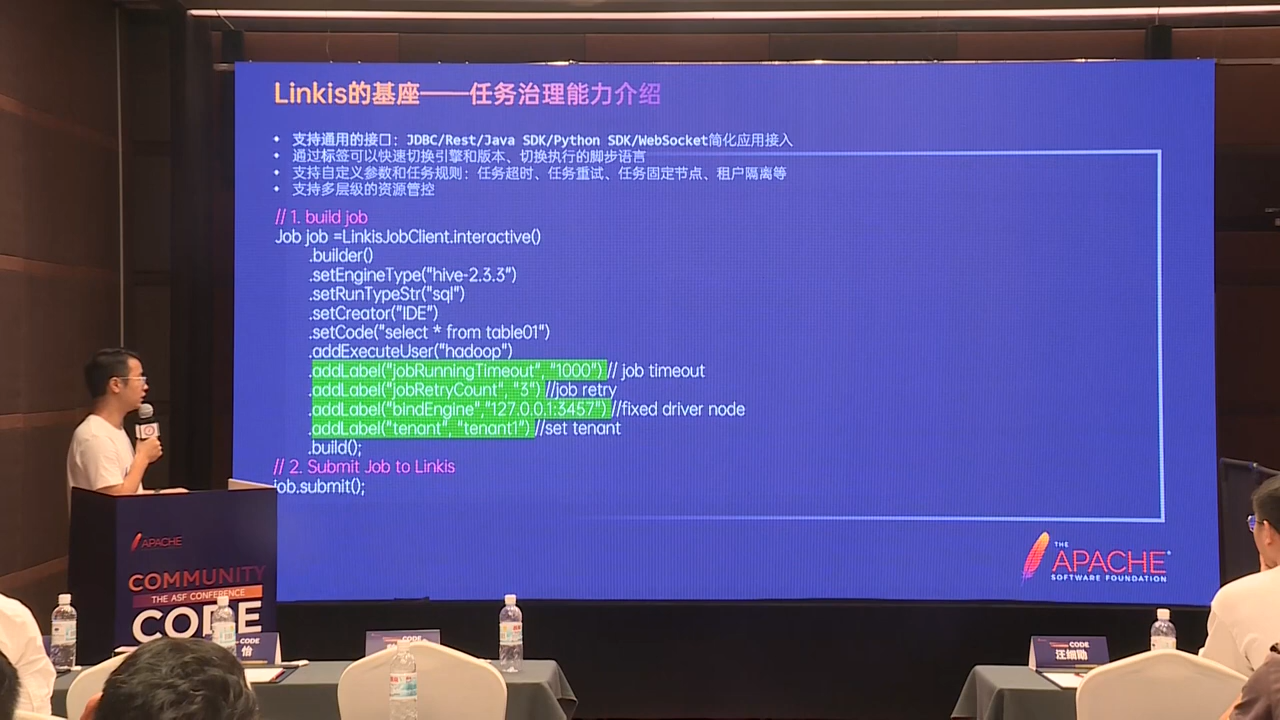 Linkis的基座——任务治理能力介绍
• 支持通用的接口：JDBC/Rest/Java SDK/Python SDK/WebSocket简化应用接入
• 通过标签可以快速切换引擎和版本、切换执行的脚步语言
• 支持自定义参数和任务规则：任务超时、任务重试、任务固定节点、租户隔离等
• 支持多层级的资源管控
// 1. build job
Job job =LinkisJobClient.interactive()
.builder()
.setEngineType("hive-2.3.3")
.setRunTypeStr("sql")
.setCreator("IDE")
.setCode("select * from table01")
.addExecuteUser("hadoop")
.addLabel("jobRunningTimeout", "1000") // job timeout
.addLabel("jobRetryCount", "3") //job retry
.addLabel("bindEngine","127.0.0.1:3457") //fixed driver node
.addLabel("tenant", "tenant1") //set tenant
.build();
// 2. Submit Job to Linkis
job.submit();
THE
APACHE
SOFTWARE FOUNDATION
APACHE
COMMUNITY
THE ASF CONFERENCE
CODE
CODE
怡
CODE
CODE